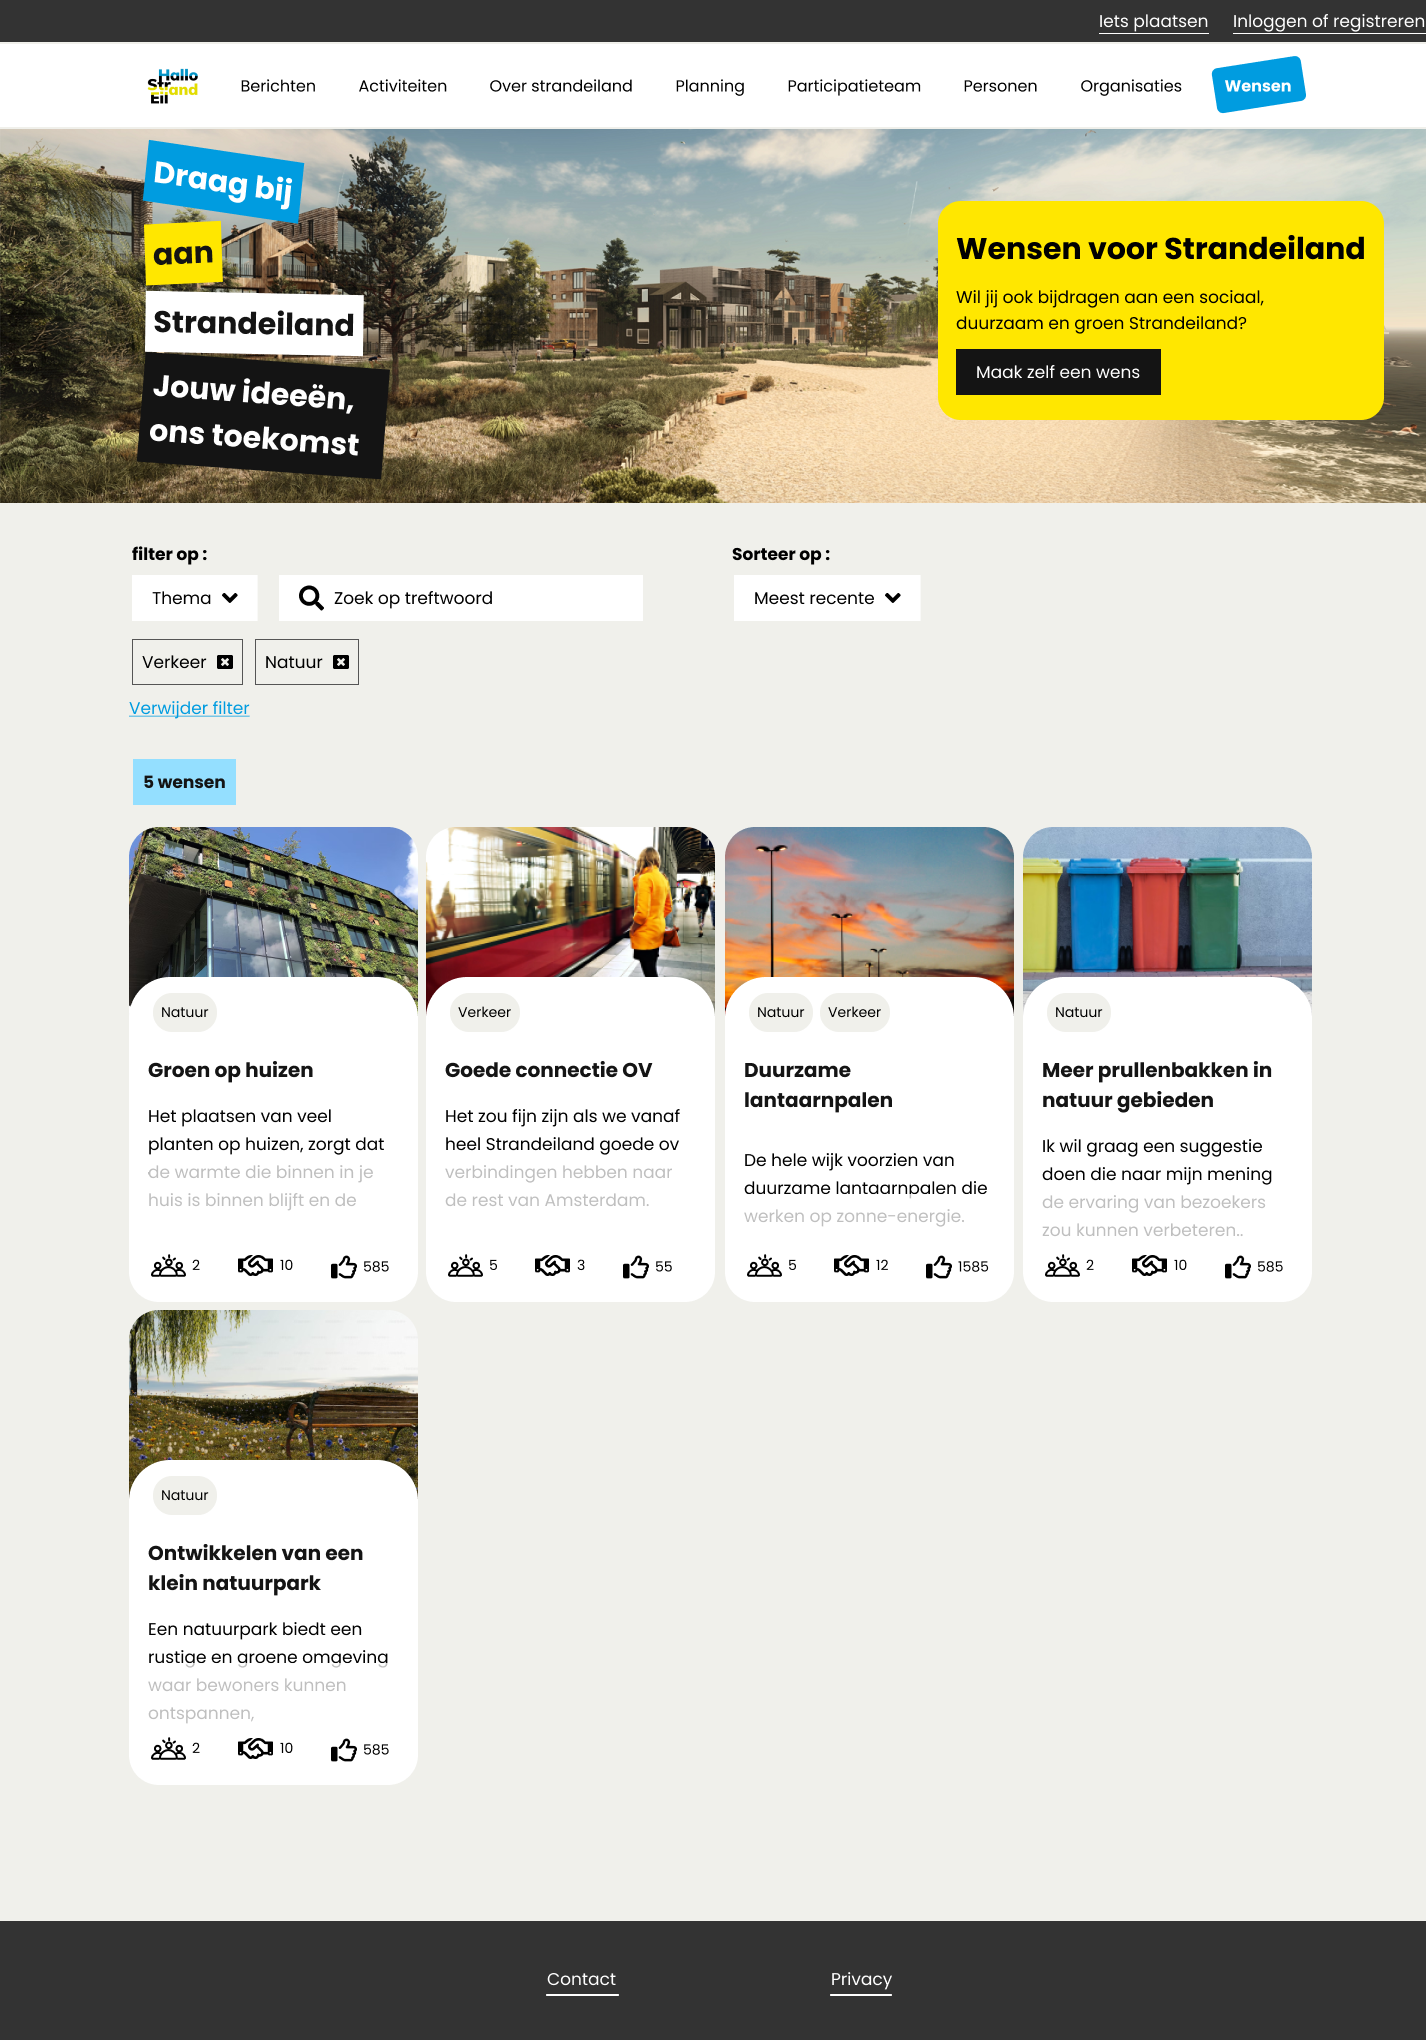 Iets plaatsen Inloggen of registreren
Hallo
Str
Eiland
Berichten Activiteiten Over strandeiland Planning Participatieteam Personen Organisaties Wensen
Draag bij
aan
Strandeiland
Jouw ideeën,
ons toekomst
Wensen voor Strandeiland
Wil jij ook bijdragen aan een sociaal,
duurzaam en groen Strandeiland?
Maak zelf een wens
filter op :
Sorteer op :
Thema
Zoek op treftwoord
Meest recente
Verkeer
Natuur
Verwijder filter
5 wensen
Natuur
Groen op huizen
Het plaatsen van veel
planten op huizen, zorgt dat
de warmte die binnen in je
huis is binnen blijft en de
2 10 585
Verkeer
Goede connectie OV
Het zou fijn zijn als we vanaf
heel Strandeiland goede ov
verbindingen hebben naar
de rest van Amsterdam.
5 3 55
Natuur Verkeer
Duurzame
lantaarnpalen
De hele wijk voorzien van
duurzame lantaarnpalen die
werken op zonne-energie.
5 12 1585
Natuur
Meer prullenbakken in
natuur gebieden
Ik wil graag een suggestie
doen die naar mijn mening
de ervaring van bezoekers
zou kunnen verbeteren..
2 10 585
Natuur
Ontwikkelen van een
klein natuurpark
Een natuurpark biedt een
rustige en groene omgeving
waar bewoners kunnen
ontspannen,
2 10 585
Contact Privacy